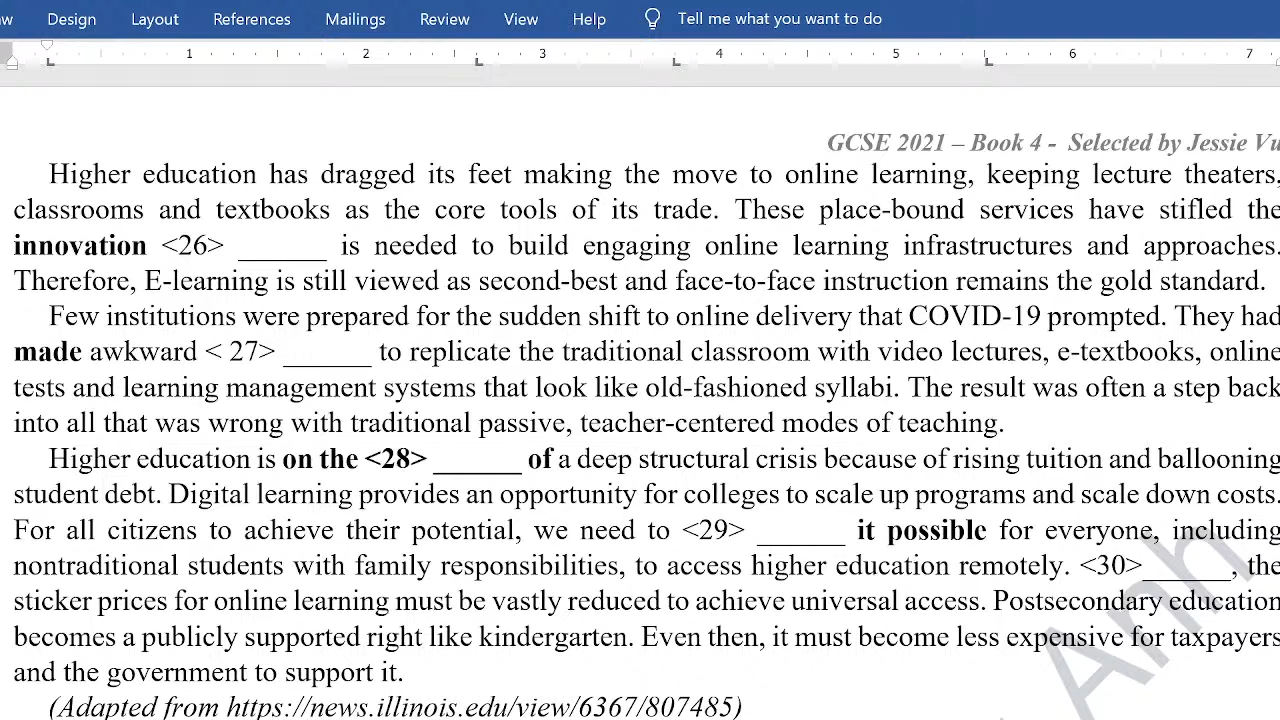 Design Layout References Mailings Review View Help Tell me what you want to do
1 2 3 4 5 6 7
GCSE 2021 – Book 4 - Selected by Jessie Vu
Higher education has dragged its feet making the move to online learning, keeping lecture theaters.
classrooms and textbooks as the core tools of its trade. These place-bound services have stifled the
innovation <26> ______ is needed to build engaging online learning infrastructures and approaches.
Therefore, E-learning is still viewed as second-best and face-to-face instruction remains the gold standard.
Few institutions were prepared for the sudden shift to online delivery that COVID-19 prompted. They had
made awkward < 27> ______ to replicate the traditional classroom with video lectures, e-textbooks, online
tests and learning management systems that look like old-fashioned syllabi. The result was often a step back
into all that was wrong with traditional passive, teacher-centered modes of teaching.
Higher education is on the <28> ______ of a deep structural crisis because of rising tuition and ballooning
student debt. Digital learning provides an opportunity for colleges to scale up programs and scale down costs.
For all citizens to achieve their potential, we need to <29> ______ it possible for everyone, including
nontraditional students with family responsibilities, to access higher education remotely. <30>______, the
sticker prices for online learning must be vastly reduced to achieve universal access. Postsecondary education
becomes a publicly supported right like kindergarten. Even then, it must become less expensive for taxpayers
and the government to support it.
(Adapted from https://news.illinois.edu/view/6367/807485)
Anh